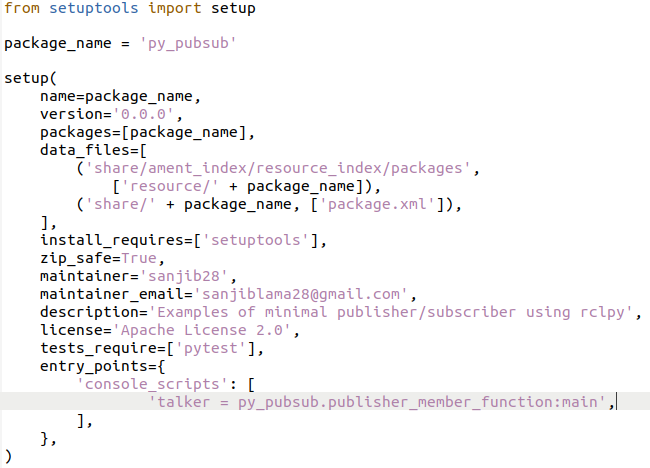 from setuptools import setup

package_name = 'py_pubsub'

setup(
    name=package_name,
    version='0.0.0',
    packages=[package_name],
    data_files=[
        ('share/ament_index/resource_index/packages',
            ['resource/' + package_name]),
        ('share/' + package_name, ['package.xml']),
    ],
    install_requires=['setuptools'],
    zip_safe=True,
    maintainer='sanjib28',
    maintainer_email='sanjiblama28@gmail.com',
    description='Examples of minimal publisher/subscriber using rclpy',
    license='Apache License 2.0',
    tests_require=['pytest'],
    entry_points={
        'console_scripts': [
                'talker = py_pubsub.publisher_member_function:main',
        ],
    },
)